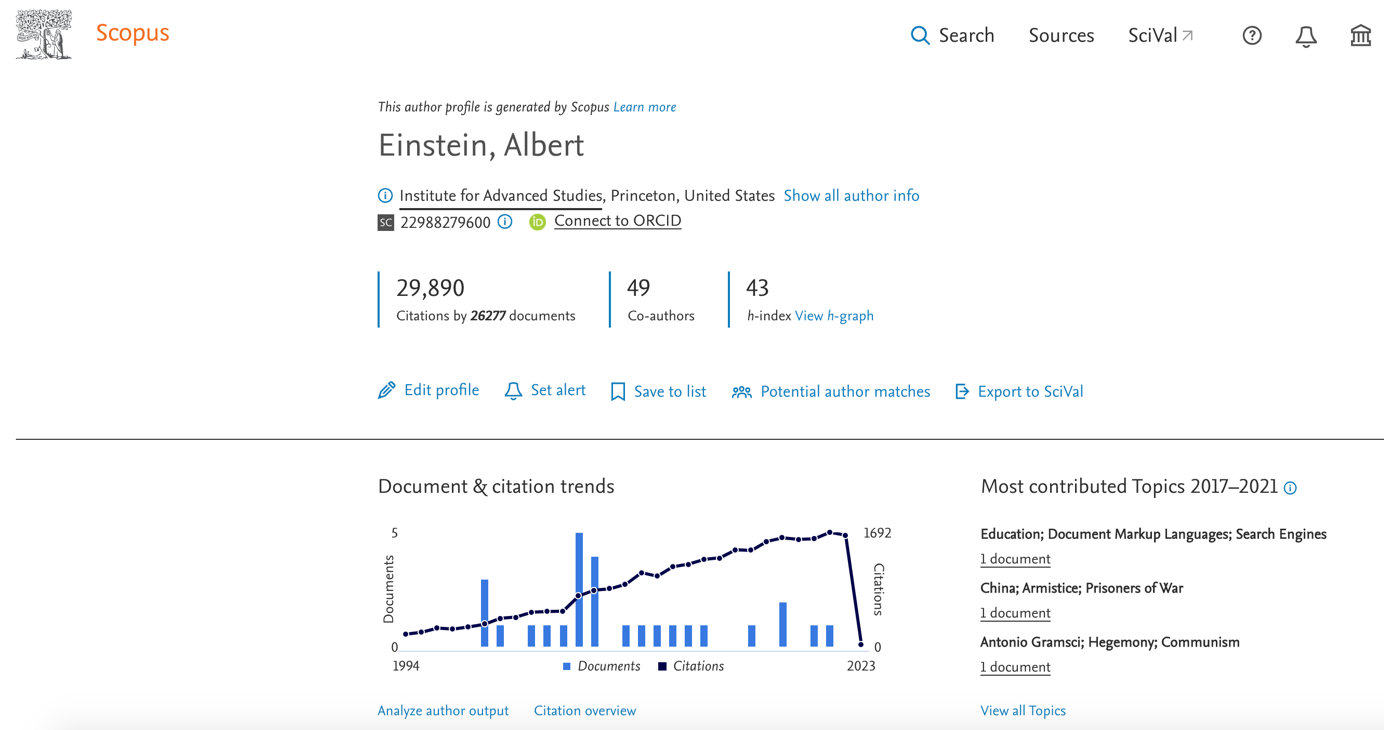 Scopus
Search Sources SciVal
This author profile is generated by Scopus Learn more
Einstein, Albert
Institute for Advanced Studies, Princeton, United States Show all author info
SC 22988279600 iD Connect to ORCID
29,890 49 43
Citations by 26277 documents Co-authors h-index View h-graph
Edit profile Set alert Save to list Potential author matches Export to SciVal
Document & citation trends
5 1692
Documents
Citations
0 0
1994 2023
Documents Citations
Analyze author output Citation overview
Most contributed Topics 2017–2021
Education; Document Markup Languages; Search Engines
1 document
China; Armistice; Prisoners of War
1 document
Antonio Gramsci; Hegemony; Communism
1 document
View all Topics